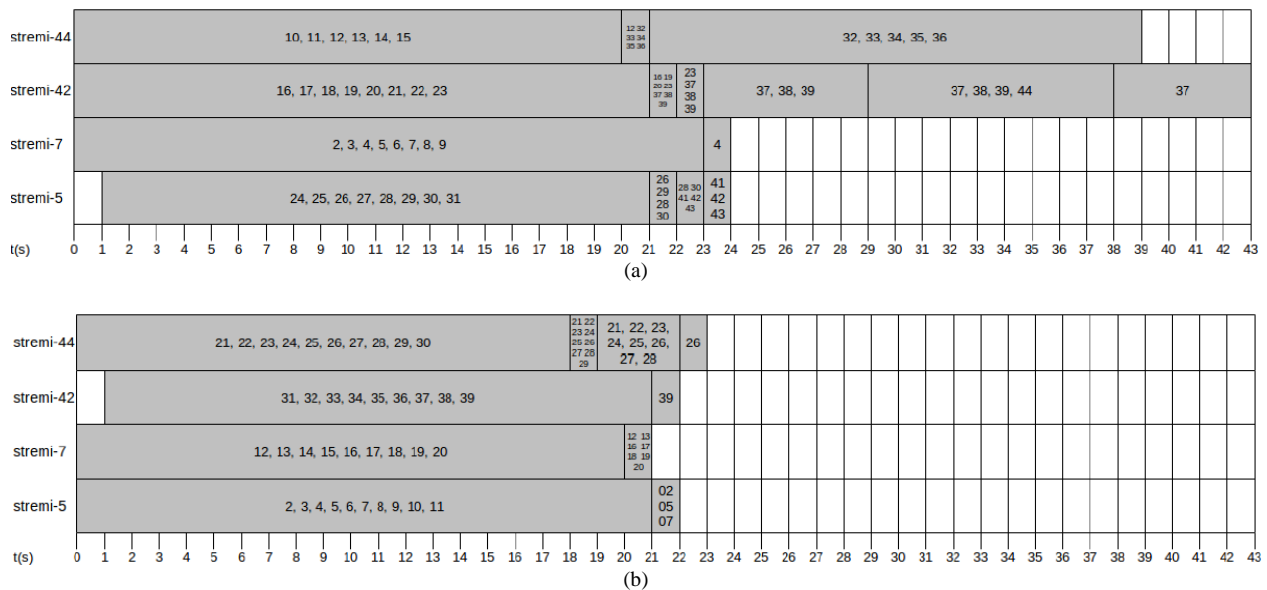 stremi-44
10, 11, 12, 13, 14, 15
12 32
33 34
35 36
32, 33, 34, 35, 36
stremi-42
16, 17, 18, 19, 20, 21, 22, 23
16 19
20 23
37 38
39
23
37
38
39
37, 38, 39
37, 38, 39, 44
37
stremi-7
2, 3, 4, 5, 6, 7, 8, 9
4
stremi-5
24, 25, 26, 27, 28, 29, 30, 31
26
29
28
30
28 30
41 42
43
41
42
43
t(s) 0 1 2 3 4 5 6 7 8 9 10 11 12 13 14 15 16 17 18 19 20 21 22 23 24 25 26 27 28 29 30 31 32 33 34 35 36 37 38 39 40 41 42 43
(a)
stremi-44
21, 22, 23, 24, 25, 26, 27, 28, 29, 30
21 22
23 24
25 26
27 28
29
21, 22, 23,
24, 25, 26,
27, 28
26
stremi-42
31, 32, 33, 34, 35, 36, 37, 38, 39
39
stremi-7
12, 13, 14, 15, 16, 17, 18, 19, 20
12 13
16 17
18 19
20
stremi-5
2, 3, 4, 5, 6, 7, 8, 9, 10, 11
02
05
07
t(s) 0 1 2 3 4 5 6 7 8 9 10 11 12 13 14 15 16 17 18 19 20 21 22 23 24 25 26 27 28 29 30 31 32 33 34 35 36 37 38 39 40 41 42 43
(b)